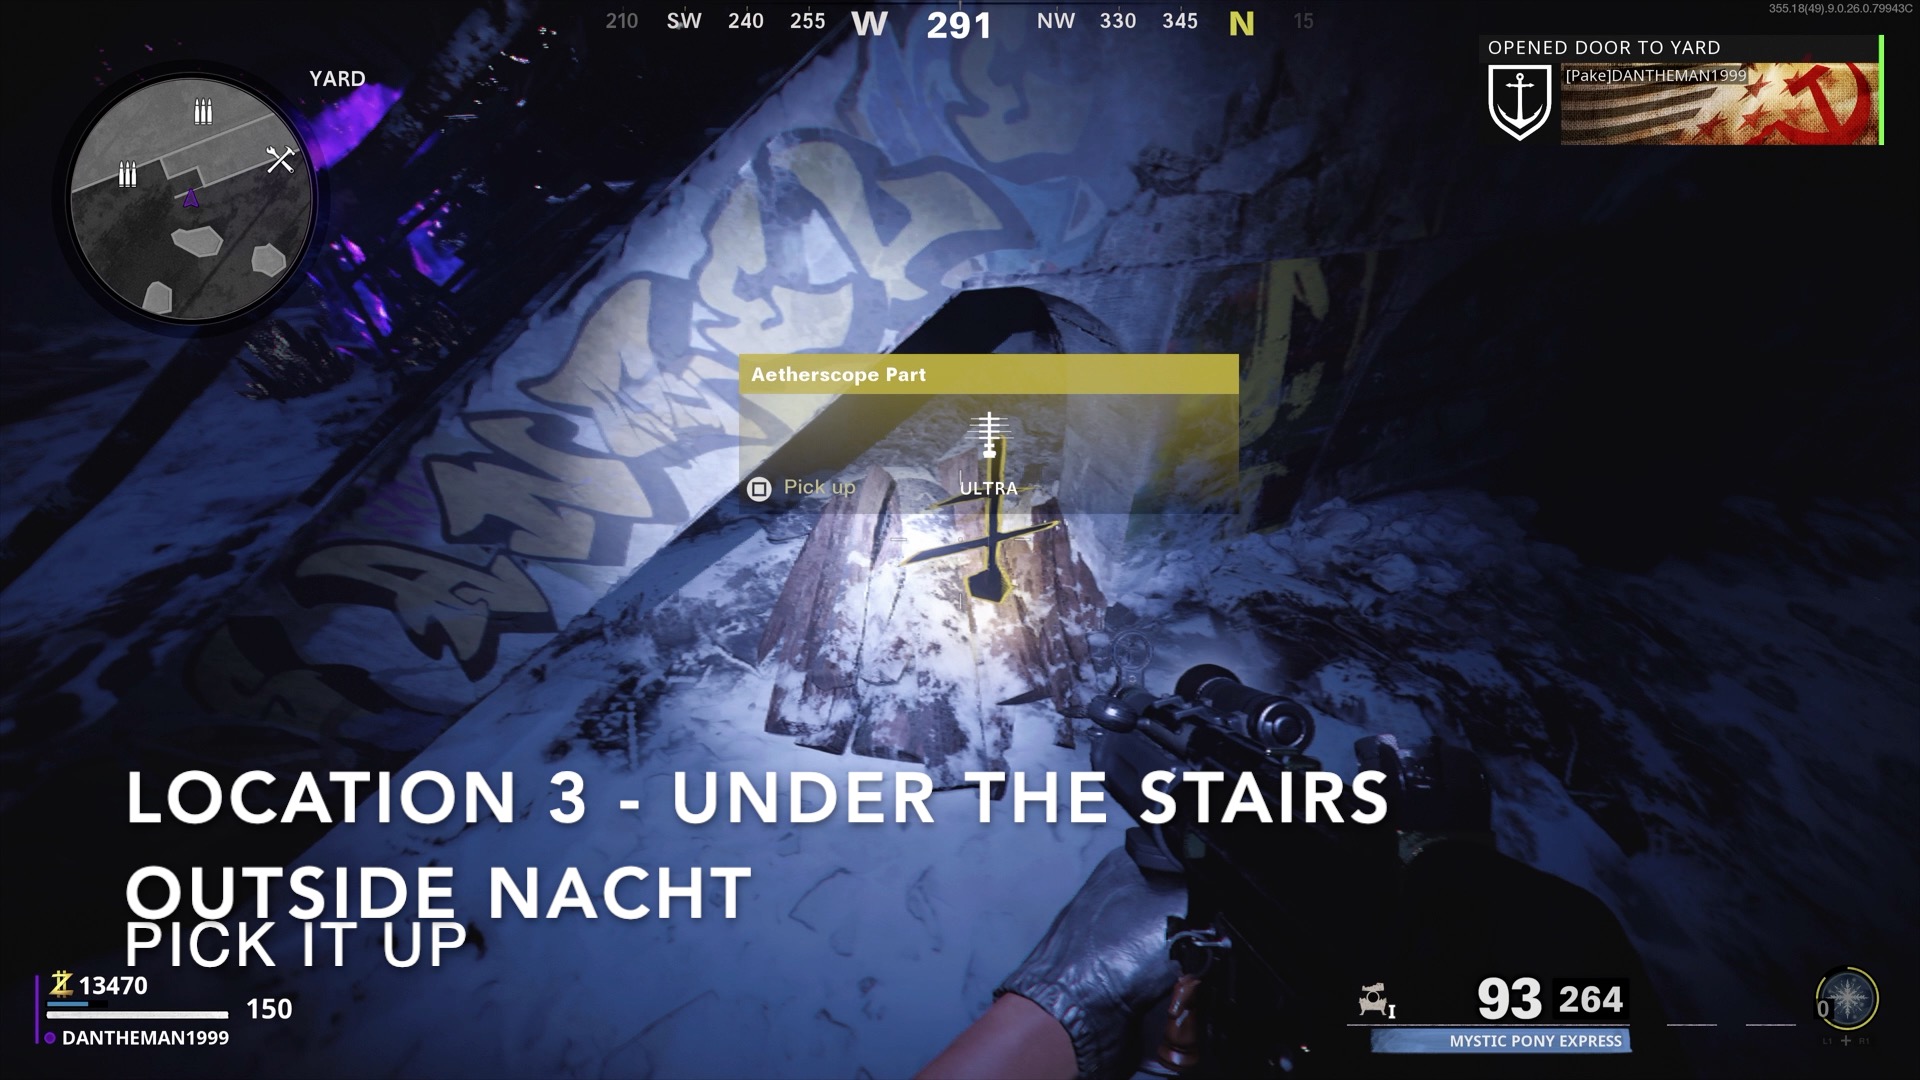 355.18(49).9.0.26.0.79943C
210 SW 240 255 W 291 NW 330 345 N 15
YARD
OPENED DOOR TO YARD
[Pake]DANTHEMAN1999
Aetherscope Part
Pick up
ULTRA
LOCATION 3 - UNDER THE STAIRS
OUTSIDE NACHT
PICK IT UP
13470
150
DANTHEMAN1999
I
93 264
MYSTIC PONY EXPRESS
0
L1 R1